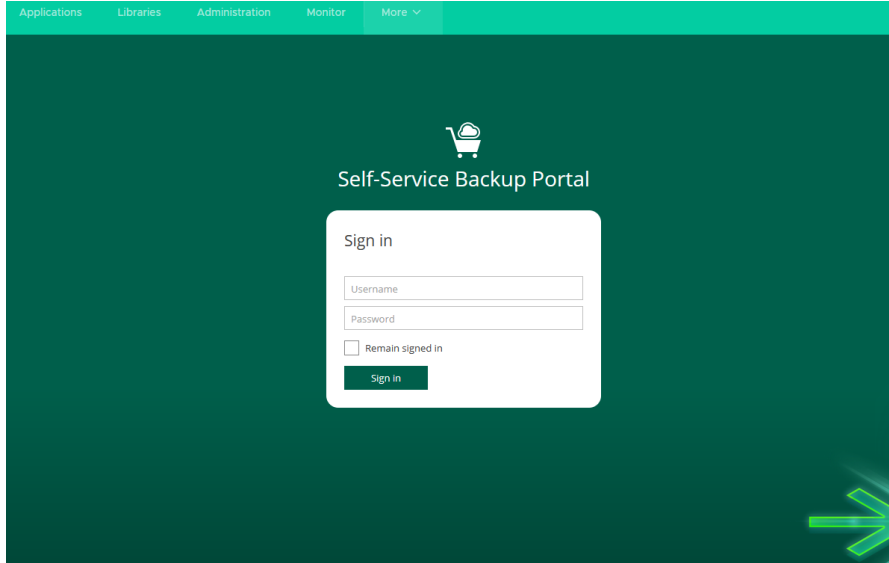 Applications Libraries Administration Monitor More
Self-Service Backup Portal
Sign in
Username
Password
Remain signed in
Sign in